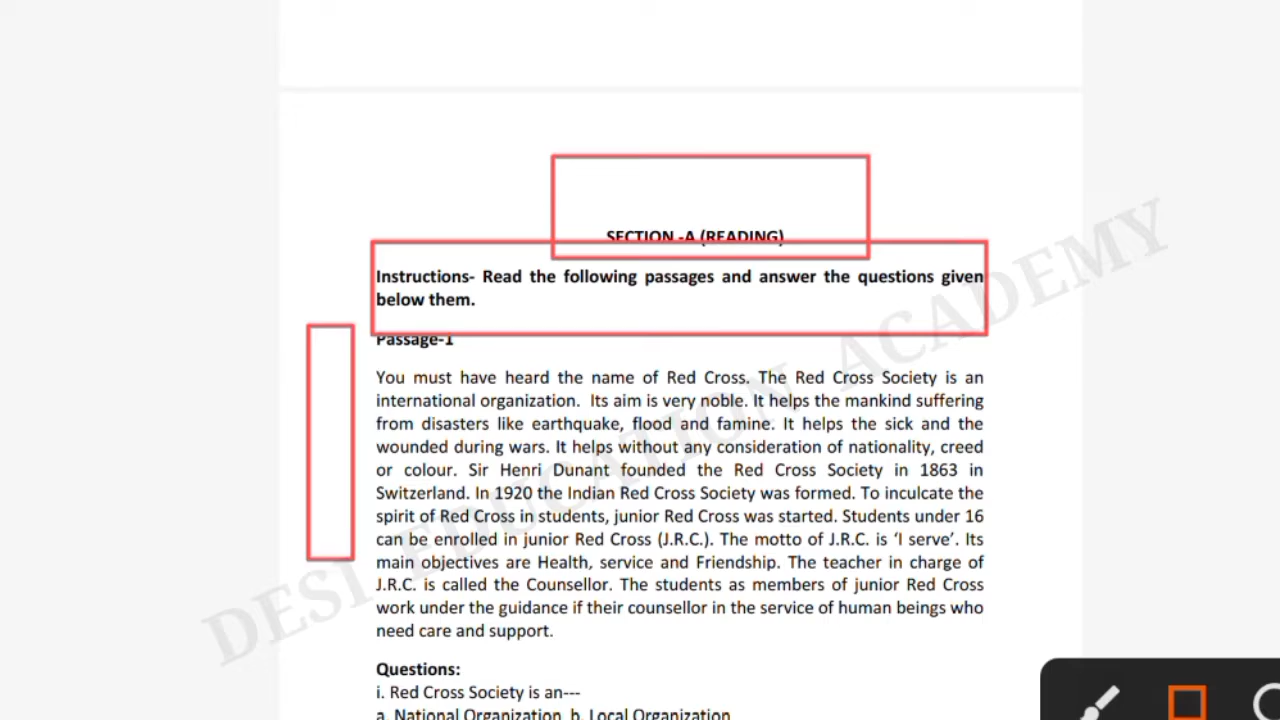 SECTION -A (READING)
Instructions- Read the following passages and answer the questions given
below them.
Passage-1
You must have heard the name of Red Cross. The Red Cross Society is an
international organization. Its aim is very noble. It helps the mankind suffering
from disasters like earthquake, flood and famine. It helps the sick and the
wounded during wars. It helps without any consideration of nationality, creed
or colour. Sir Henri Dunant founded the Red Cross Society in 1863 in
Switzerland. In 1920 the Indian Red Cross Society was formed. To inculcate the
spirit of Red Cross in students, junior Red Cross was started. Students under 16
can be enrolled in junior Red Cross (J.R.C.). The motto of J.R.C. is ‘I serve’. Its
main objectives are Health, service and Friendship. The teacher in charge of
J.R.C. is called the Counsellor. The students as members of junior Red Cross
work under the guidance if their counsellor in the service of human beings who
need care and support.
Questions:
i. Red Cross Society is an---
a. National Organization b. Local Organization
DESI EDUCATION ACADEMY